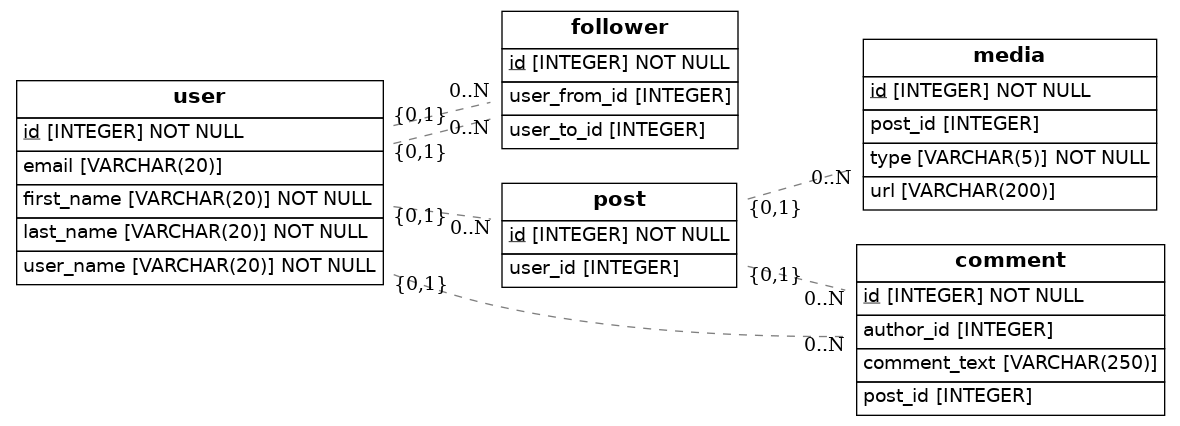 user
id [INTEGER] NOT NULL
email [VARCHAR(20)]
first_name [VARCHAR(20)] NOT NULL
last_name [VARCHAR(20)] NOT NULL
user_name [VARCHAR(20)] NOT NULL
follower
id [INTEGER] NOT NULL
user_from_id [INTEGER]
user_to_id [INTEGER]
post
id [INTEGER] NOT NULL
user_id [INTEGER]
media
id [INTEGER] NOT NULL
post_id [INTEGER]
type [VARCHAR(5)] NOT NULL
url [VARCHAR(200)]
comment
id [INTEGER] NOT NULL
author_id [INTEGER]
comment_text [VARCHAR(250)]
post_id [INTEGER]
0..N
{0,1}
0..N
{0,1}
{0,1}
0..N
{0,1}
0..N
0..N
{0,1}
{0,1}
0..N